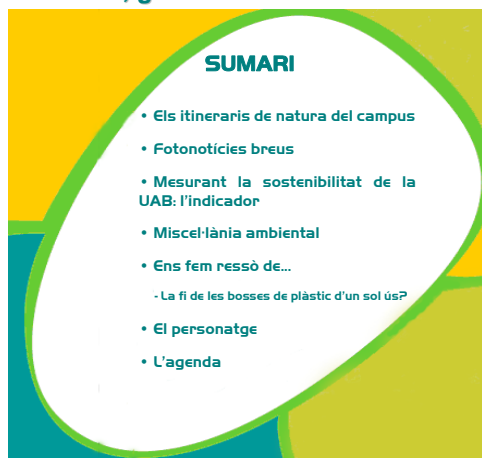 SUMARI
• Els itineraris de natura del campus
• Fotonotícies breus
• Mesurant la sostenibilitat de la
UAB: l'indicador
• Miscel·lània ambiental
• Ens fem ressò de...
- La fi de les bosses de plàstic d'un sol ús?
• El personatge
• L'agenda